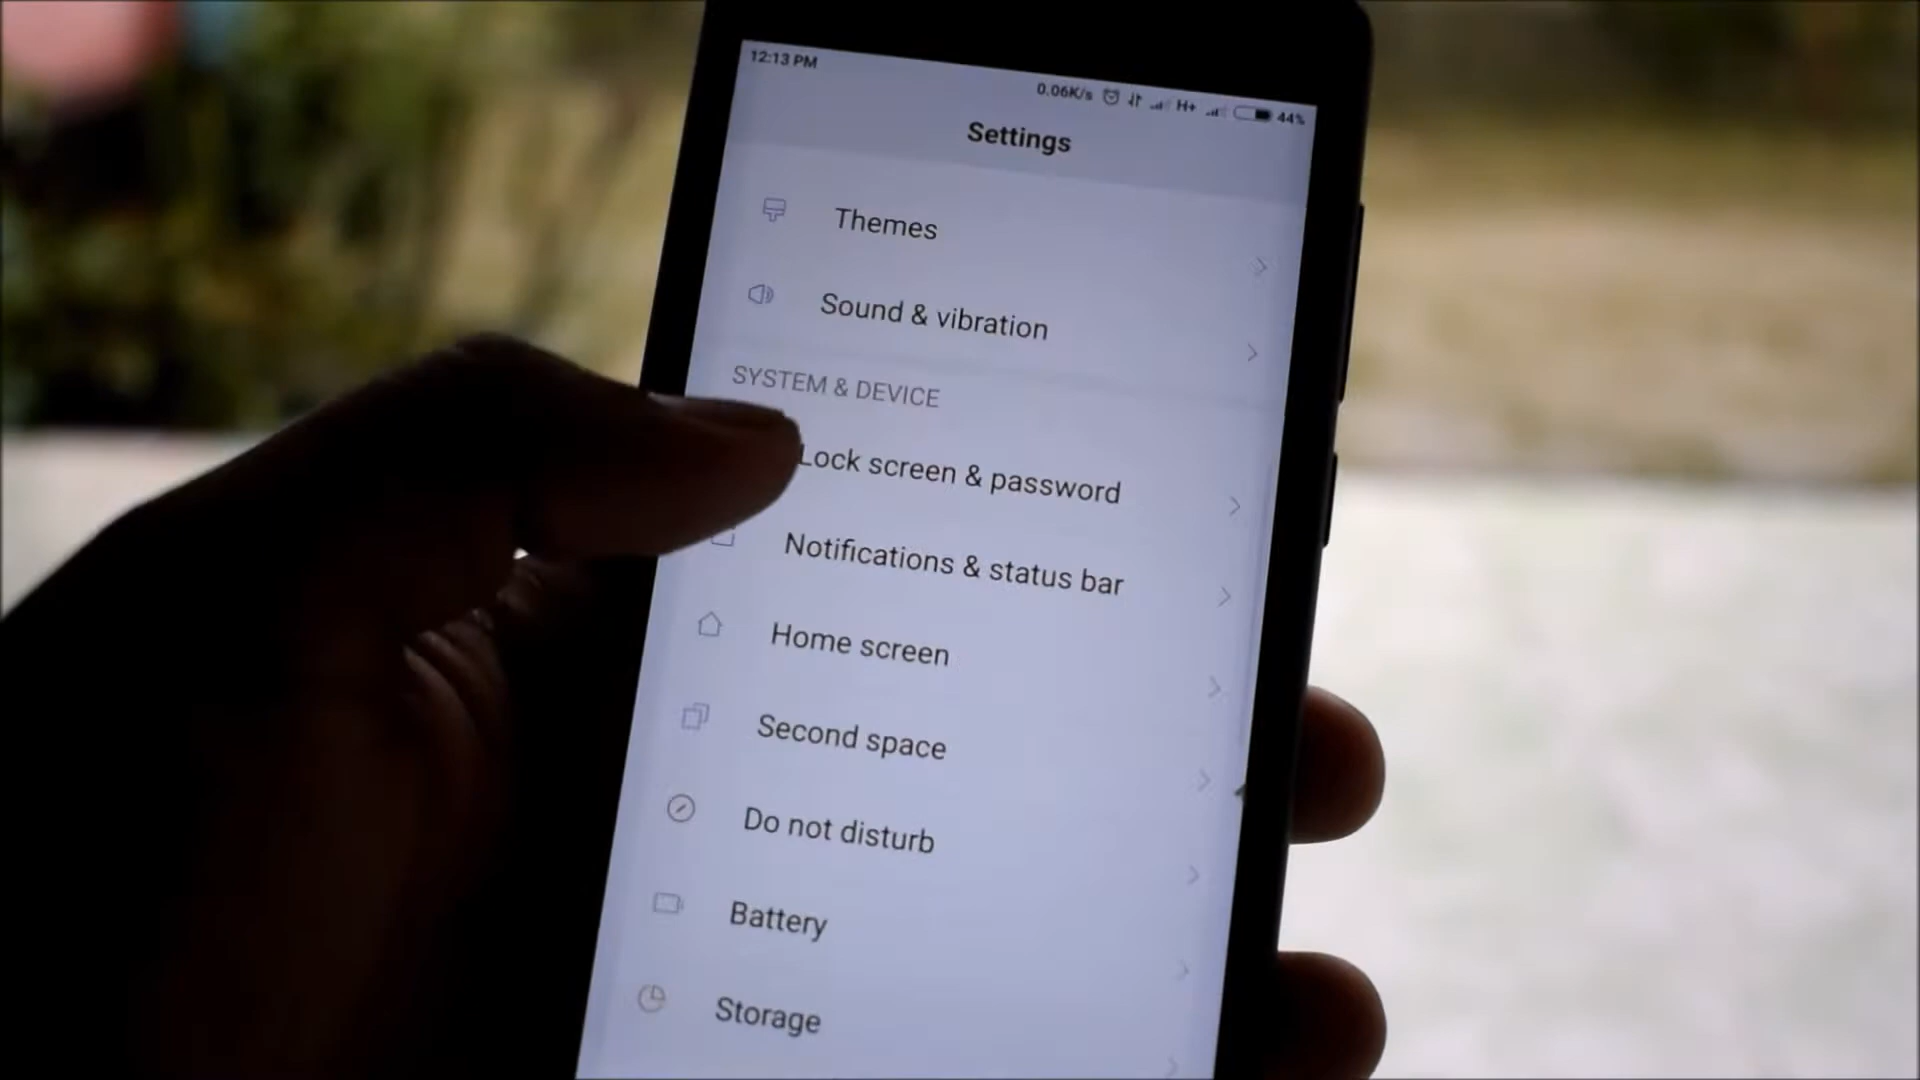 12:13 PM
0.06K/s H+ 44%
Settings
Themes
Sound & vibration
SYSTEM & DEVICE
Lock screen & password
Notifications & status bar
Home screen
Second space
Do not disturb
Battery
Storage